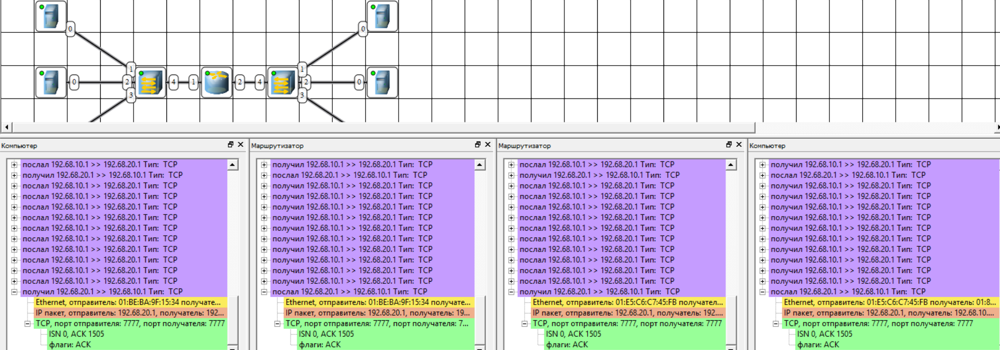 0
0
1
1
0
2
4
1
2
4
2
0
3
3
Компьютер
послал 192.68.10.1 >> 192.68.20.1 Тип: TCP
получил 192.68.20.1 >> 192.68.10.1 Тип: TCP
послал 192.68.10.1 >> 192.68.20.1 Тип: TCP
послал 192.68.10.1 >> 192.68.20.1 Тип: TCP
послал 192.68.10.1 >> 192.68.20.1 Тип: TCP
послал 192.68.10.1 >> 192.68.20.1 Тип: TCP
послал 192.68.10.1 >> 192.68.20.1 Тип: TCP
послал 192.68.10.1 >> 192.68.20.1 Тип: TCP
послал 192.68.10.1 >> 192.68.20.1 Тип: TCP
послал 192.68.10.1 >> 192.68.20.1 Тип: TCP
послал 192.68.10.1 >> 192.68.20.1 Тип: TCP
послал 192.68.10.1 >> 192.68.20.1 Тип: TCP
получил 192.68.20.1 >> 192.68.10.1 Тип: TCP
Ethernet, отправитель: 01:BE:BA:9F:15:34 получате...
IP пакет, отправитель: 192.68.20.1, получатель: 192...
TCP, порт отправителя: 7777, порт получателя: 7777
ISN 0, ACK 1505
флаги: ACK
Маршрутизатор
получил 192.68.10.1 >> 192.68.20.1 Тип: TCP
послал 192.68.20.1 >> 192.68.10.1 Тип: TCP
получил 192.68.10.1 >> 192.68.20.1 Тип: TCP
получил 192.68.10.1 >> 192.68.20.1 Тип: TCP
получил 192.68.10.1 >> 192.68.20.1 Тип: TCP
получил 192.68.10.1 >> 192.68.20.1 Тип: TCP
получил 192.68.10.1 >> 192.68.20.1 Тип: TCP
получил 192.68.10.1 >> 192.68.20.1 Тип: TCP
получил 192.68.10.1 >> 192.68.20.1 Тип: TCP
получил 192.68.10.1 >> 192.68.20.1 Тип: TCP
получил 192.68.10.1 >> 192.68.20.1 Тип: TCP
получил 192.68.10.1 >> 192.68.20.1 Тип: TCP
послал 192.68.20.1 >> 192.68.10.1 Тип: TCP
Ethernet, отправитель: 01:BE:BA:9F:15:34 получате...
IP пакет, отправитель: 192.68.20.1, получатель: 19...
TCP, порт отправителя: 7777, порт получателя: 7...
ISN 0, ACK 1505
флаги: ACK
Маршрутизатор
послал 192.68.10.1 >> 192.68.20.1 Тип: TCP
получил 192.68.20.1 >> 192.68.10.1 Тип: TCP
послал 192.68.10.1 >> 192.68.20.1 Тип: TCP
послал 192.68.10.1 >> 192.68.20.1 Тип: TCP
послал 192.68.10.1 >> 192.68.20.1 Тип: TCP
послал 192.68.10.1 >> 192.68.20.1 Тип: TCP
послал 192.68.10.1 >> 192.68.20.1 Тип: TCP
послал 192.68.10.1 >> 192.68.20.1 Тип: TCP
послал 192.68.10.1 >> 192.68.20.1 Тип: TCP
послал 192.68.10.1 >> 192.68.20.1 Тип: TCP
послал 192.68.10.1 >> 192.68.20.1 Тип: TCP
послал 192.68.10.1 >> 192.68.20.1 Тип: TCP
получил 192.68.20.1 >> 192.68.10.1 Тип: TCP
Ethernet, отправитель: 01:E5:C6:C7:45:FB получател...
IP пакет, отправитель: 192.68.20.1, получатель: 192....
TCP, порт отправителя: 7777, порт получателя: 7777
ISN 0, ACK 1505
флаги: ACK
Компьютер
получил 192.68.10.1 >> 192.68.20.1 Тип: TCP
послал 192.68.20.1 >> 192.68.10.1 Тип: TCP
получил 192.68.10.1 >> 192.68.20.1 Тип: TCP
получил 192.68.10.1 >> 192.68.20.1 Тип: TCP
получил 192.68.10.1 >> 192.68.20.1 Тип: TCP
получил 192.68.10.1 >> 192.68.20.1 Тип: TCP
получил 192.68.10.1 >> 192.68.20.1 Тип: TCP
получил 192.68.10.1 >> 192.68.20.1 Тип: TCP
получил 192.68.10.1 >> 192.68.20.1 Тип: TCP
получил 192.68.10.1 >> 192.68.20.1 Тип: TCP
получил 192.68.10.1 >> 192.68.20.1 Тип: TCP
получил 192.68.10.1 >> 192.68.20.1 Тип: TCP
послал 192.68.20.1 >> 192.68.10.1 Тип: TCP
Ethernet, отправитель: 01:E5:C6:C7:45:FB получатель: 01:8...
IP пакет, отправитель: 192.68.20.1, получатель: 192.68.10....
TCP, порт отправителя: 7777, порт получателя: 7777
ISN 0, ACK 1505
флаги: ACK